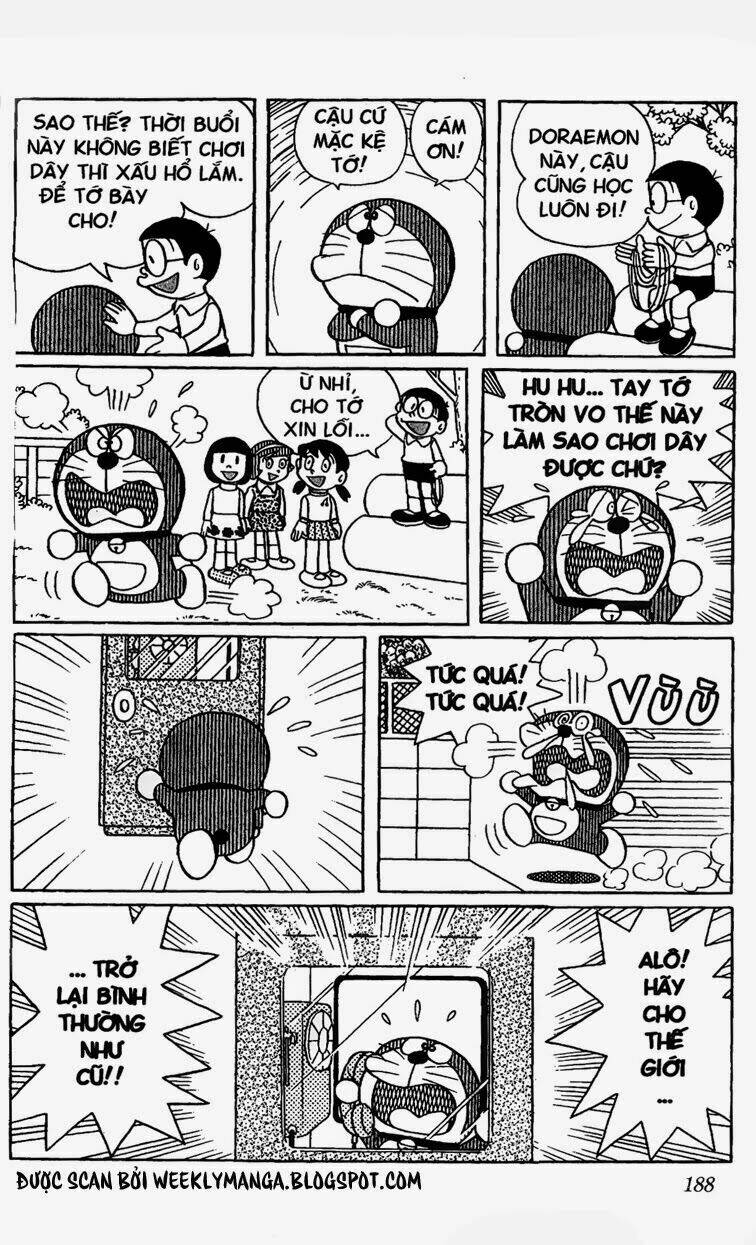 DORAEMON
NÀY, CẬU
CŨNG HỌC
LUÔN ĐI!
CÁM
ƠN!
CẬU CỨ
MẶC KỆ
TỚ!
SAO THẾ? THỜI BUỔI
NÀY KHÔNG BIẾT CHƠI
DÂY THÌ XẤU HỔ LẮM.
ĐỂ TỚ BÀY
CHO!
HU HU... TAY TỚ
TRÒN VO THẾ NÀY
LÀM SAO CHƠI DÂY
ĐƯỢC CHỨ?
Ừ NHỈ,
CHO TỚ
XIN LỖI...
TỨC QUÁ!
TỨC QUÁ!
VÙÙ
ALÔ!
HÃY
CHO
THẾ
GIỚI
...
... TRỞ
LẠI BÌNH
THƯỜNG
NHƯ
CŨ!!
ĐƯỢC SCAN BỞI WEEKLYMANGA.BLOGSPOT.COM
188